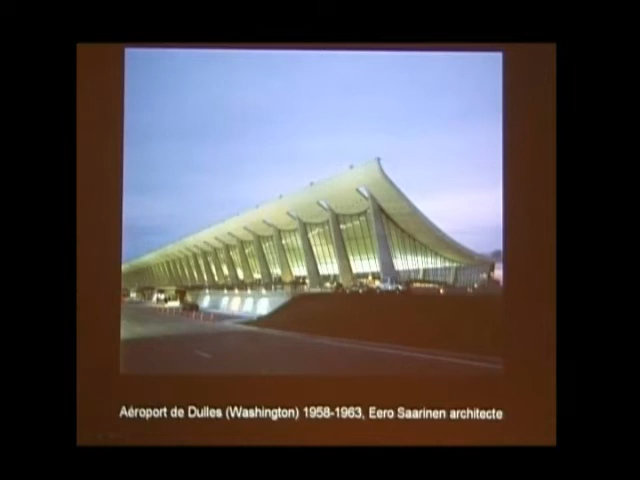 Aéroport de Dulles (Washington) 1958-1963, Eero Saarinen architecte